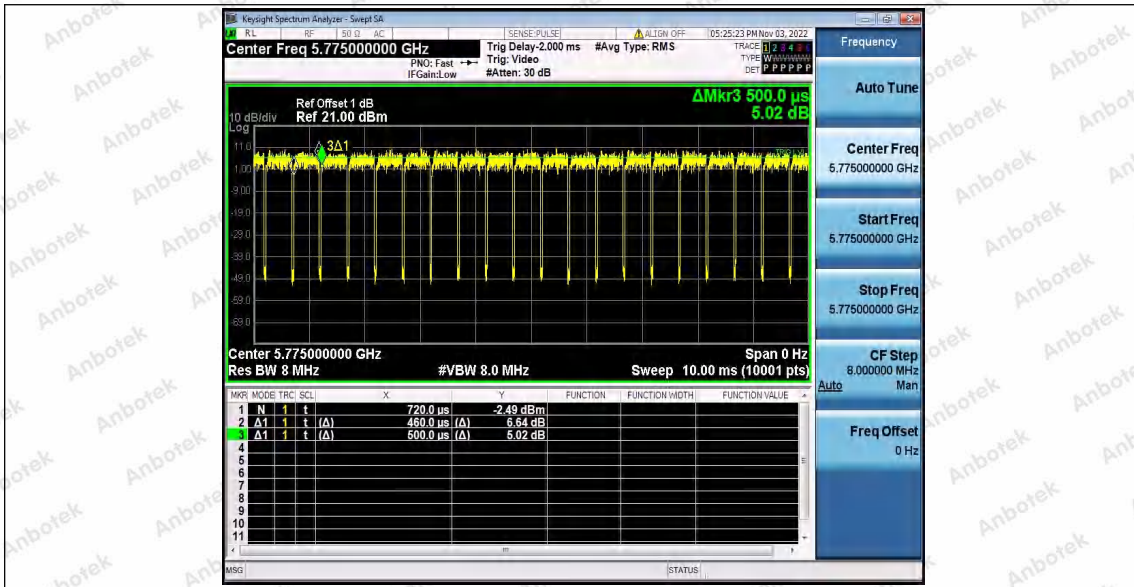 Keysight Spectrum Analyzer - Swept SA
RL RF 50 Ω AC SENSE:PULSE ALIGN OFF 05:25:23 PM Nov 03, 2022
Center Freq 5.775000000 GHz
PNO: Fast
IFGain:Low
Trig Delay-2.000 ms
Trig: Video
#Atten: 30 dB
#Avg Type: RMS
TRACE 1 2 3 4 5 6
TYPE WWWWWW
DET P P P P P P
Frequency
Auto Tune
Center Freq
5.775000000 GHz
Start Freq
5.775000000 GHz
Stop Freq
5.775000000 GHz
CF Step
8.000000 MHz
Auto Man
Freq Offset
0 Hz
ΔMkr3 500.0 µs
5.02 dB
Ref Offset 1 dB
10 dB/div Ref 21.00 dBm
Log
11.0
1.00
-9.00
-19.0
-29.0
-39.0
-49.0
-59.0
-69.0
3Δ1
TRIG LVL
Center 5.775000000 GHz Span 0 Hz
Res BW 8 MHz #VBW 8.0 MHz Sweep 10.00 ms (10001 pts)
MKR MODE TRC SCL X Y FUNCTION FUNCTION WIDTH FUNCTION VALUE
1 N 1 t 720.0 µs -2.49 dBm
2 Δ1 1 t (Δ) 460.0 µs (Δ) 6.64 dB
3 Δ1 1 t (Δ) 500.0 µs (Δ) 5.02 dB
4
5
6
7
8
9
10
11
MSG STATUS
Anbotek